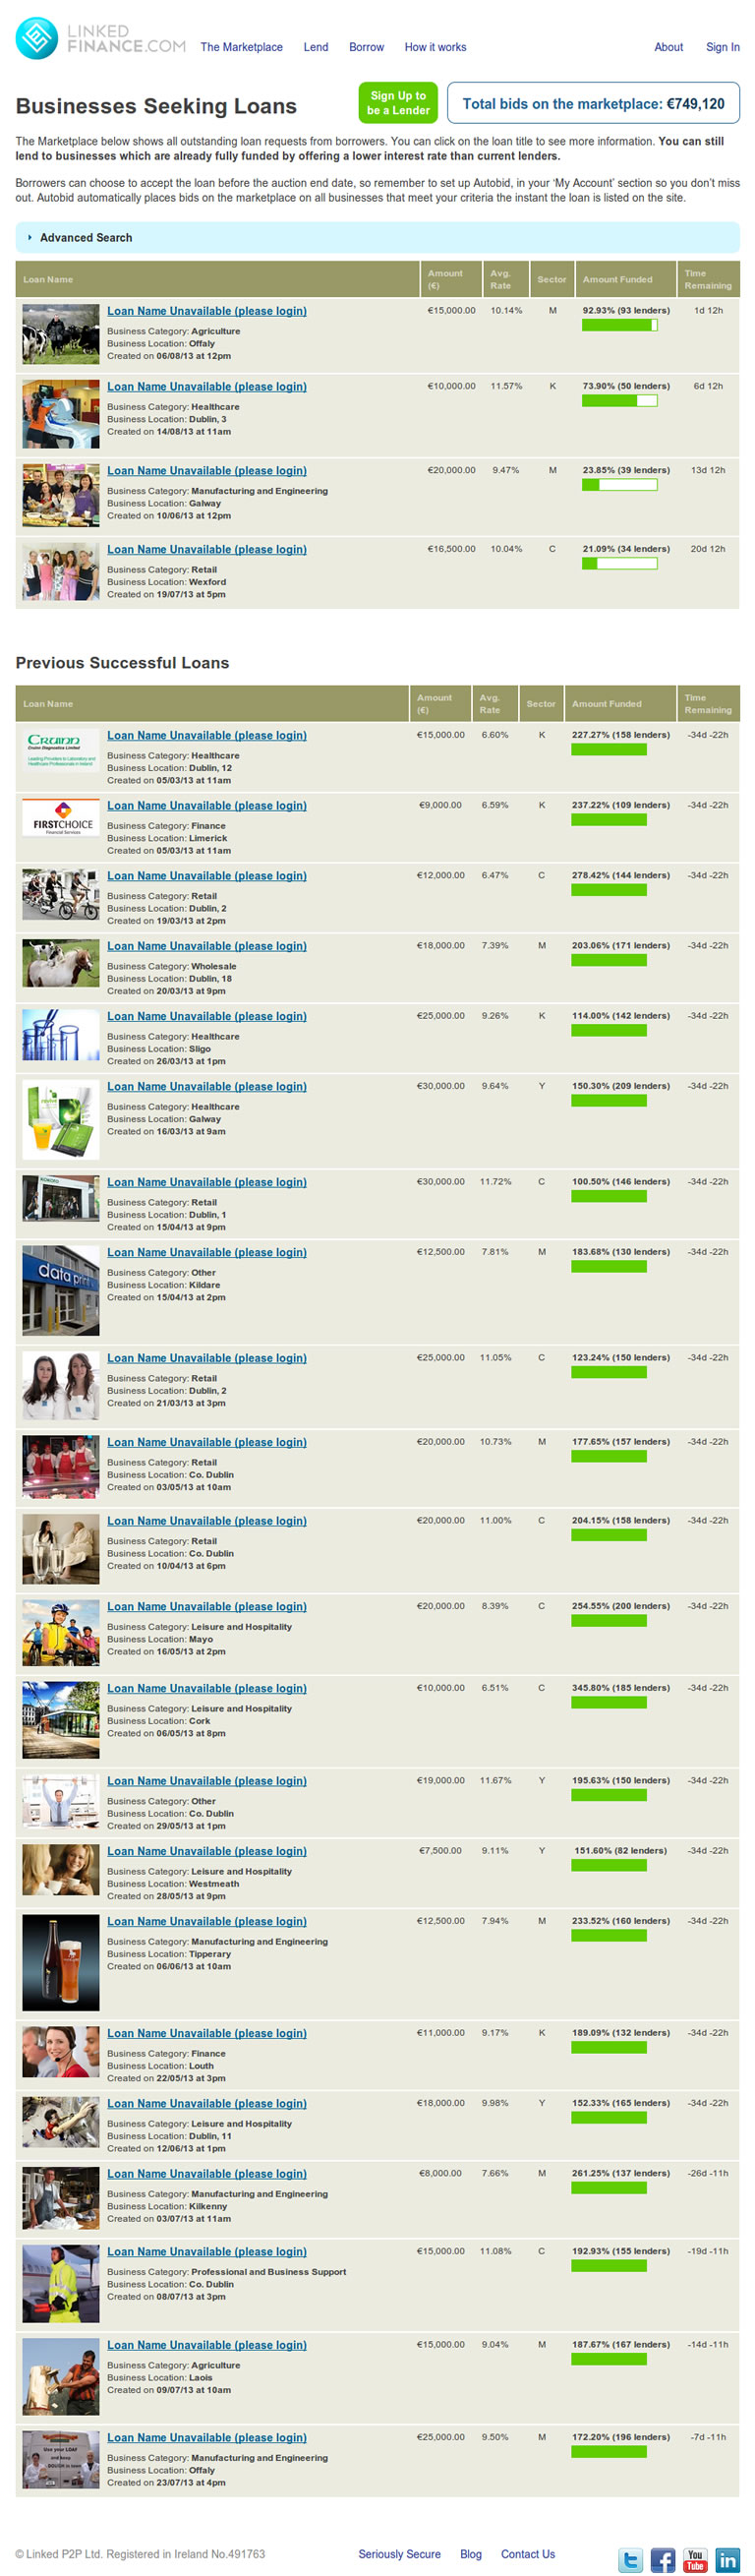 LINKED
FINANCE.COM
The Marketplace Lend Borrow How it works About Sign In
Businesses Seeking Loans
Sign Up to
be a Lender
Total bids on the marketplace: €749,120
The Marketplace below shows all outstanding loan requests from borrowers. You can click on the loan title to see more information. You can still
lend to businesses which are already fully funded by offering a lower interest rate than current lenders.
Borrowers can choose to accept the loan before the auction end date, so remember to set up Autobid, in your 'My Account' section so you don't miss
out. Autobid automatically places bids on the marketplace on all businesses that meet your criteria the instant the loan is listed on the site.
Advanced Search
Loan Name Amount (€) Avg. Rate Sector Amount Funded Time Remaining
Loan Name Unavailable (please login) €15,000.00 10.14% M 92.93% (93 lenders) 1d 12h
Business Category: Agriculture
Business Location: Offaly
Created on 06/08/13 at 12pm
Loan Name Unavailable (please login) €10,000.00 11.57% K 73.90% (50 lenders) 6d 12h
Business Category: Healthcare
Business Location: Dublin, 3
Created on 14/08/13 at 11am
Loan Name Unavailable (please login) €20,000.00 9.47% M 23.85% (39 lenders) 13d 12h
Business Category: Manufacturing and Engineering
Business Location: Galway
Created on 10/06/13 at 12pm
Loan Name Unavailable (please login) €16,500.00 10.04% C 21.09% (34 lenders) 20d 12h
Business Category: Retail
Business Location: Wexford
Created on 19/07/13 at 5pm
Previous Successful Loans
Loan Name Amount (€) Avg. Rate Sector Amount Funded Time Remaining
CRUINN
Cruinn Diagnostics Limited
Leading Providers to Laboratory and
Healthcare Professionals in Ireland
Loan Name Unavailable (please login) €15,000.00 6.60% K 227.27% (158 lenders) -34d -22h
Business Category: Healthcare
Business Location: Dublin, 12
Created on 05/03/13 at 11am
FIRSTCHOICE
Financial Services
Loan Name Unavailable (please login) €9,000.00 6.59% K 237.22% (109 lenders) -34d -22h
Business Category: Finance
Business Location: Limerick
Created on 05/03/13 at 11am
Loan Name Unavailable (please login) €12,000.00 6.47% C 278.42% (144 lenders) -34d -22h
Business Category: Retail
Business Location: Dublin, 2
Created on 19/03/13 at 2pm
Loan Name Unavailable (please login) €18,000.00 7.39% M 203.06% (171 lenders) -34d -22h
Business Category: Wholesale
Business Location: Dublin, 18
Created on 20/03/13 at 9pm
Loan Name Unavailable (please login) €25,000.00 9.26% K 114.00% (142 lenders) -34d -22h
Business Category: Healthcare
Business Location: Sligo
Created on 26/03/13 at 1pm
Loan Name Unavailable (please login) €30,000.00 9.64% Y 150.30% (209 lenders) -34d -22h
Business Category: Healthcare
Business Location: Galway
Created on 16/03/13 at 9am
Loan Name Unavailable (please login) €30,000.00 11.72% C 100.50% (146 lenders) -34d -22h
Business Category: Retail
Business Location: Dublin, 1
Created on 15/04/13 at 9pm
data print
Loan Name Unavailable (please login) €12,500.00 7.81% M 183.68% (130 lenders) -34d -22h
Business Category: Other
Business Location: Kildare
Created on 15/04/13 at 2pm
Loan Name Unavailable (please login) €25,000.00 11.05% C 123.24% (150 lenders) -34d -22h
Business Category: Retail
Business Location: Dublin, 2
Created on 21/03/13 at 3pm
Loan Name Unavailable (please login) €20,000.00 10.73% M 177.65% (157 lenders) -34d -22h
Business Category: Retail
Business Location: Co. Dublin
Created on 03/05/13 at 10am
Loan Name Unavailable (please login) €20,000.00 11.00% C 204.15% (158 lenders) -34d -22h
Business Category: Retail
Business Location: Co. Dublin
Created on 10/04/13 at 6pm
Loan Name Unavailable (please login) €20,000.00 8.39% C 254.55% (200 lenders) -34d -22h
Business Category: Leisure and Hospitality
Business Location: Mayo
Created on 16/05/13 at 2pm
Loan Name Unavailable (please login) €10,000.00 6.51% C 345.80% (185 lenders) -34d -22h
Business Category: Leisure and Hospitality
Business Location: Cork
Created on 06/05/13 at 8pm
Loan Name Unavailable (please login) €19,000.00 11.67% Y 195.63% (150 lenders) -34d -22h
Business Category: Other
Business Location: Co. Dublin
Created on 29/05/13 at 1pm
Loan Name Unavailable (please login) €7,500.00 9.11% Y 151.60% (82 lenders) -34d -22h
Business Category: Leisure and Hospitality
Business Location: Westmeath
Created on 28/05/13 at 9pm
Loan Name Unavailable (please login) €12,500.00 7.94% M 233.52% (160 lenders) -34d -22h
Business Category: Manufacturing and Engineering
Business Location: Tipperary
Created on 06/06/13 at 10am
Loan Name Unavailable (please login) €11,000.00 9.17% K 189.09% (132 lenders) -34d -22h
Business Category: Finance
Business Location: Louth
Created on 22/05/13 at 3pm
Loan Name Unavailable (please login) €18,000.00 9.98% Y 152.33% (165 lenders) -34d -22h
Business Category: Leisure and Hospitality
Business Location: Dublin, 11
Created on 12/06/13 at 1pm
Loan Name Unavailable (please login) €8,000.00 7.66% M 261.25% (137 lenders) -26d -11h
Business Category: Manufacturing and Engineering
Business Location: Kilkenny
Created on 03/07/13 at 11am
Loan Name Unavailable (please login) €15,000.00 11.08% C 192.93% (155 lenders) -19d -11h
Business Category: Professional and Business Support
Business Location: Co. Dublin
Created on 08/07/13 at 3pm
Loan Name Unavailable (please login) €15,000.00 9.04% M 187.67% (167 lenders) -14d -11h
Business Category: Agriculture
Business Location: Laois
Created on 09/07/13 at 10am
Use your LOAF
and keep
DOUGH in town
Loan Name Unavailable (please login) €25,000.00 9.50% M 172.20% (196 lenders) -7d -11h
Business Category: Manufacturing and Engineering
Business Location: Offaly
Created on 23/07/13 at 4pm
© Linked P2P Ltd. Registered in Ireland No.491763 Seriously Secure Blog Contact Us
You
Tube
in